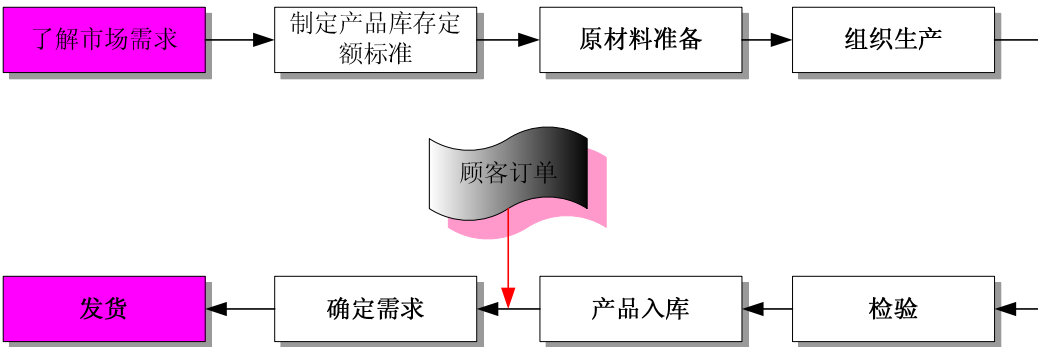 了解市场需求
制定产品库存定
额标准
原材料准备
组织生产
顾客订单
发货
确定需求
产品入库
检验